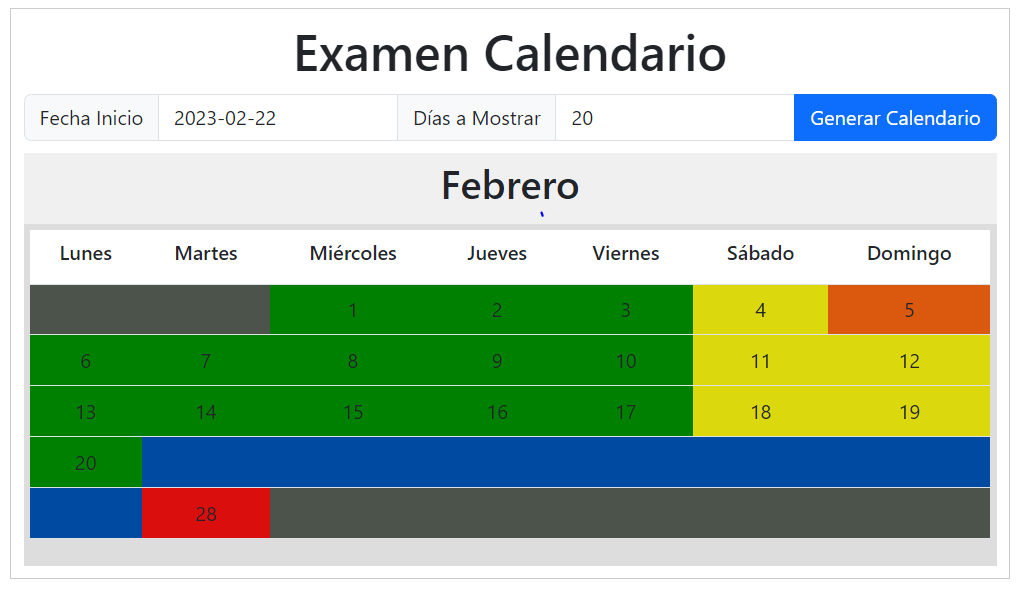 Examen Calendario
Fecha Inicio 2023-02-22 Días a Mostrar 20 Generar Calendario
Febrero
Lunes Martes Miércoles Jueves Viernes Sábado Domingo
1 2 3 4 5
6 7 8 9 10 11 12
13 14 15 16 17 18 19
20
28